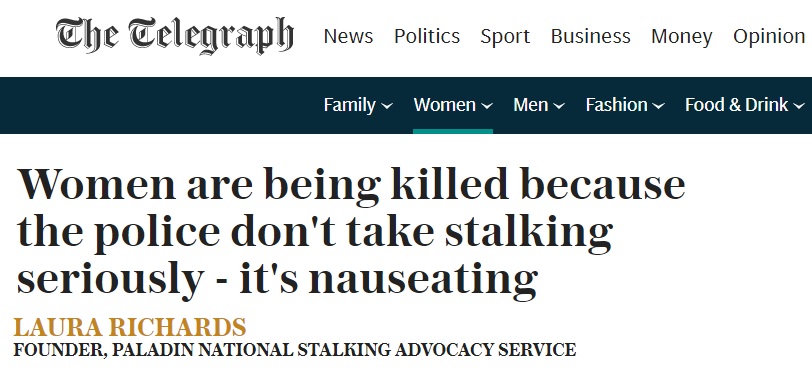 The Telegraph News Politics Sport Business Money Opinion
Family Women Men Fashion Food & Drink
Women are being killed because
the police don't take stalking
seriously - it's nauseating
LAURA RICHARDS
FOUNDER, PALADIN NATIONAL STALKING ADVOCACY SERVICE